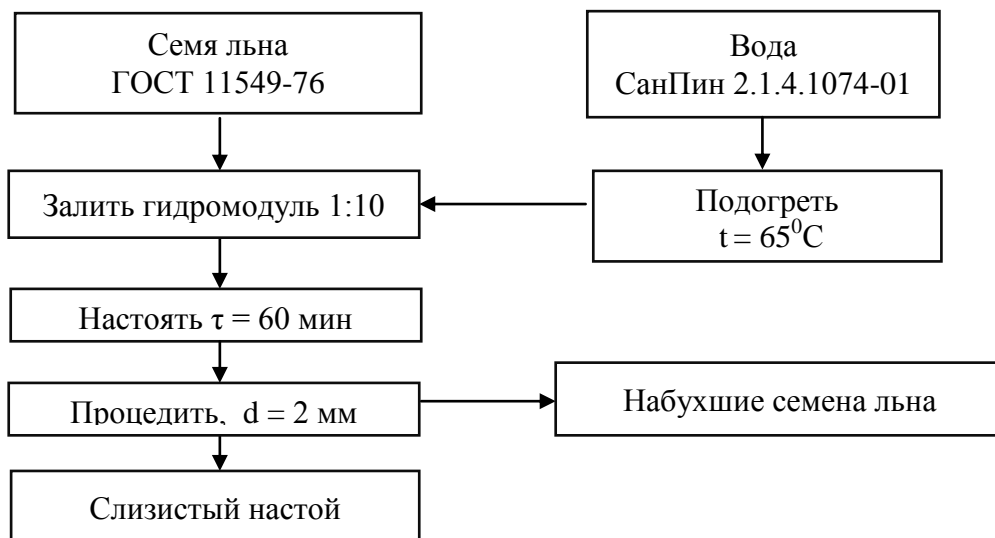 Семя льна
ГОСТ 11549-76
Вода
СанПин 2.1.4.1074-01
Залить гидромодуль 1:10
Подогреть
t = 65⁰С
Настоять τ = 60 мин
Процедить, d = 2 мм
Набухшие семена льна
Слизистый настой